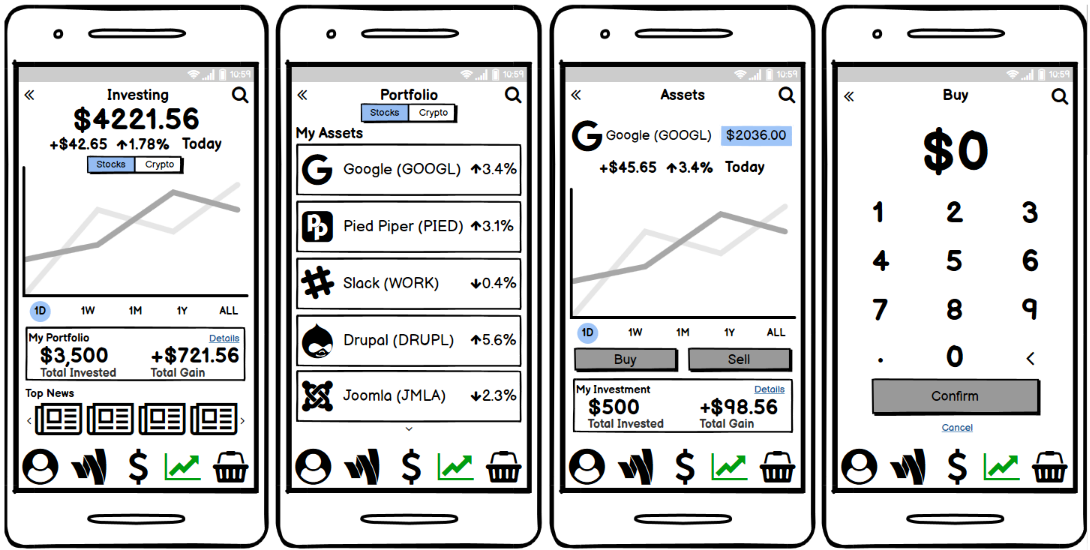 10:59
Investing
$4221.56
+$42.65 ↑1.78% Today
Stocks Crypto
1D 1W 1M 1Y ALL
My Portfolio Details
$3,500 +$721.56
Total Invested Total Gain
Top News
$
10:59
Portfolio
Stocks Crypto
My Assets
G Google (GOOGL) ↑3.4%
Pied Piper (PIED) ↑3.1%
Slack (WORK) ↓0.4%
Drupal (DRUPL) ↑5.6%
Joomla (JMLA) ↓2.3%
$
10:59
Assets
G Google (GOOGL) $2036.00
+$45.65 ↑3.4% Today
1D 1W 1M 1Y ALL
Buy Sell
My Investment Details
$500 +$98.56
Total Invested Total Gain
$
10:59
Buy
$0
1 2 3
4 5 6
7 8 9
. 0 <
Confirm
Cancel
$